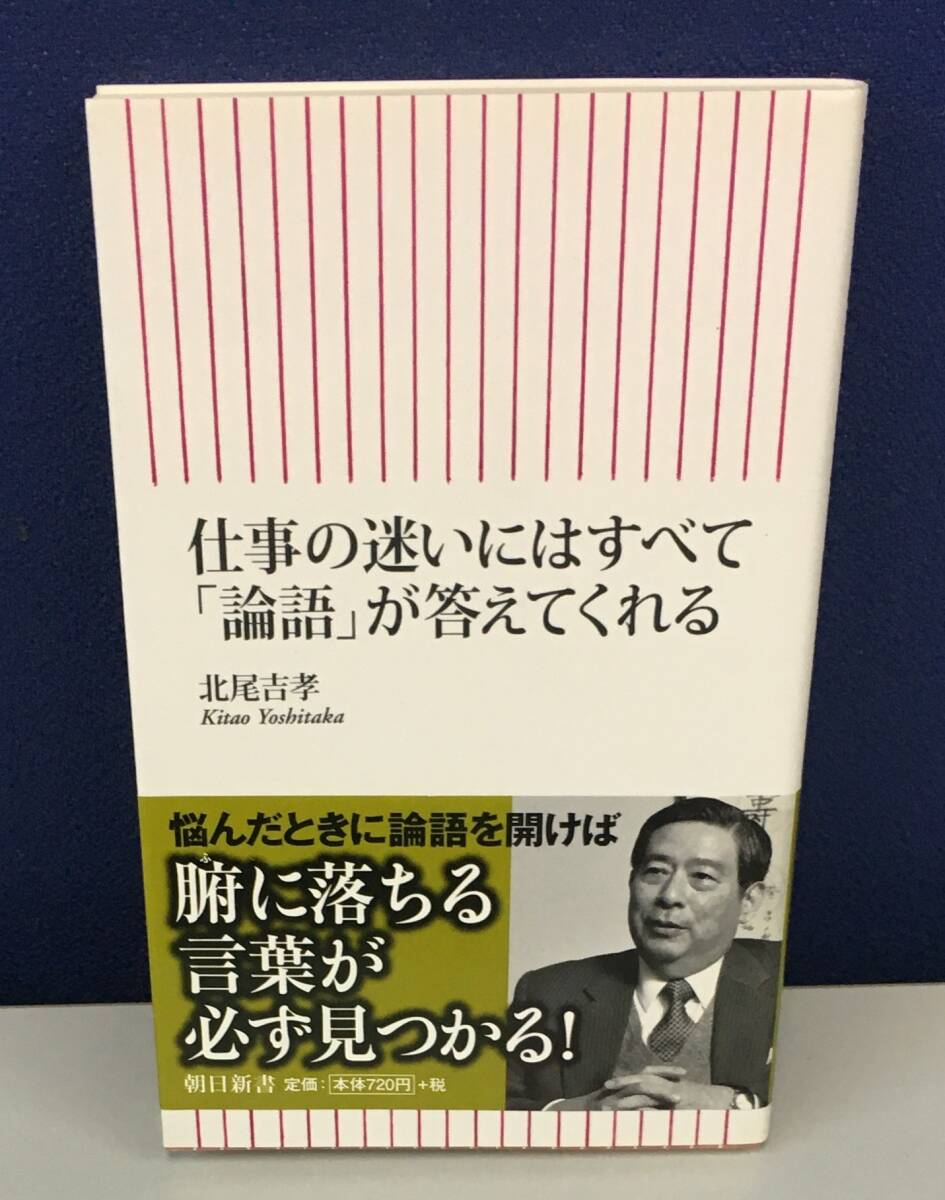 仕事の迷いにはすべて
「論語」が答えてくれる
北尾吉孝
Kitao Yoshitaka
悩んだときに論語を開けば
ふ
腑に落ちる
言葉が
必ず見つかる!
朝日新書 定価:本体720円+税